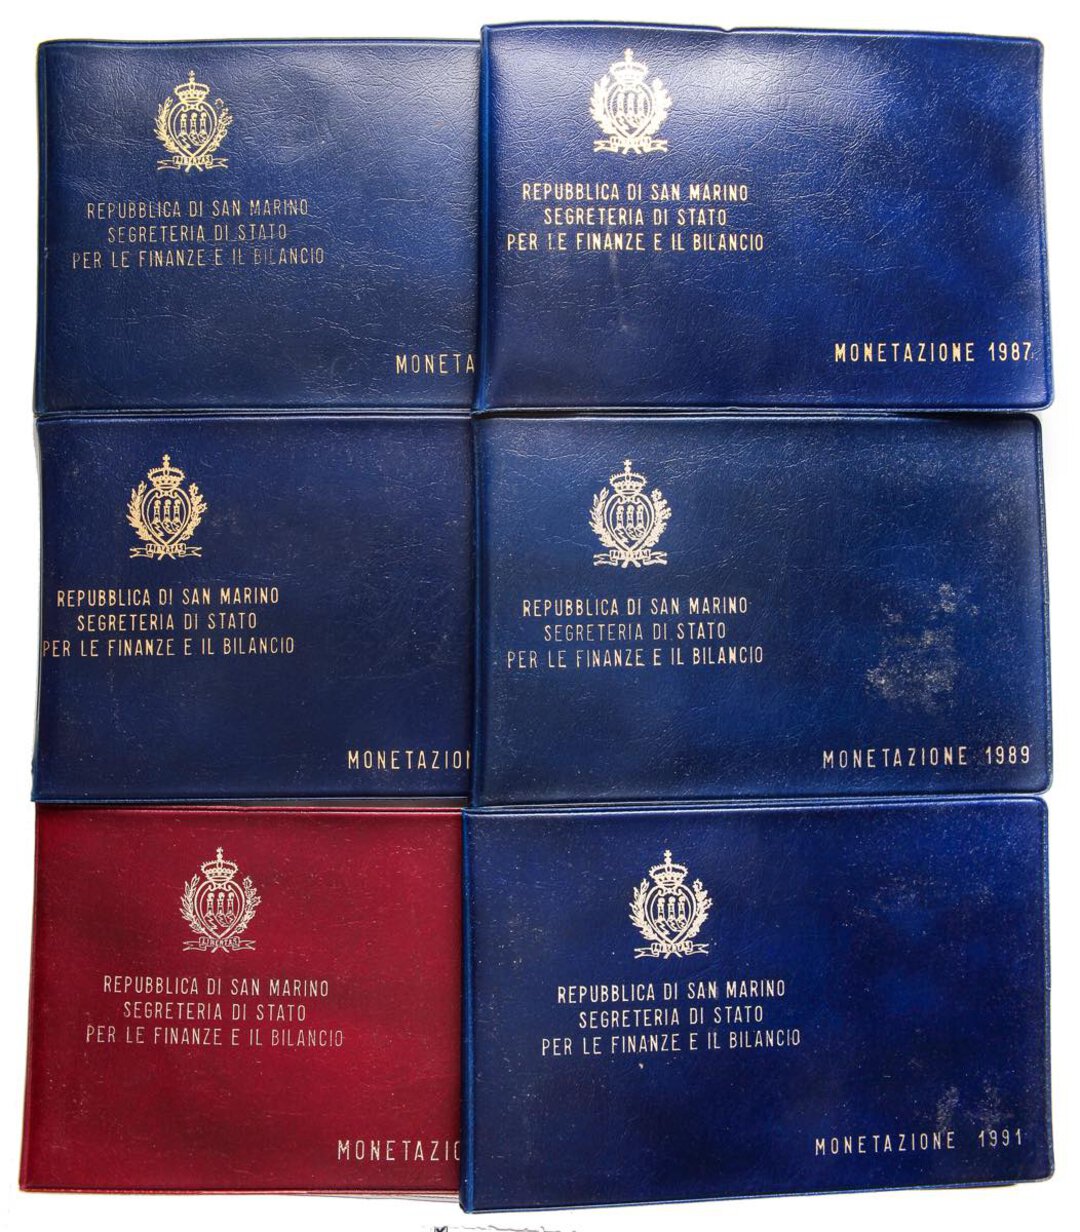 LIBERTAS
REPUBBLICA DI SAN MARINO
SEGRETERIA DI STATO
PER LE FINANZE E IL BILANCIO
MONETA
LIBERTAS
REPUBBLICA DI SAN MARINO
SEGRETERIA DI STATO
PER LE FINANZE E IL BILANCIO
MONETAZIONE 1987
LIBERTAS
REPUBBLICA DI SAN MARINO
SEGRETERIA DI STATO
PER LE FINANZE E IL BILANCIO
MONETAZION
LIBERTAS
REPUBBLICA DI SAN MARINO
SEGRETERIA DI STATO
PER LE FINANZE E IL BILANCIO
MONETAZIONE 1989
LIBERTAS
REPUBBLICA DI SAN MARINO
SEGRETERIA DI STATO
PER LE FINANZE E IL BILANCIO
MONETAZIO
LIBERTAS
REPUBBLICA DI SAN MARINO
SEGRETERIA DI STATO
PER LE FINANZE E IL BILANCIO
MONETAZIONE 1991